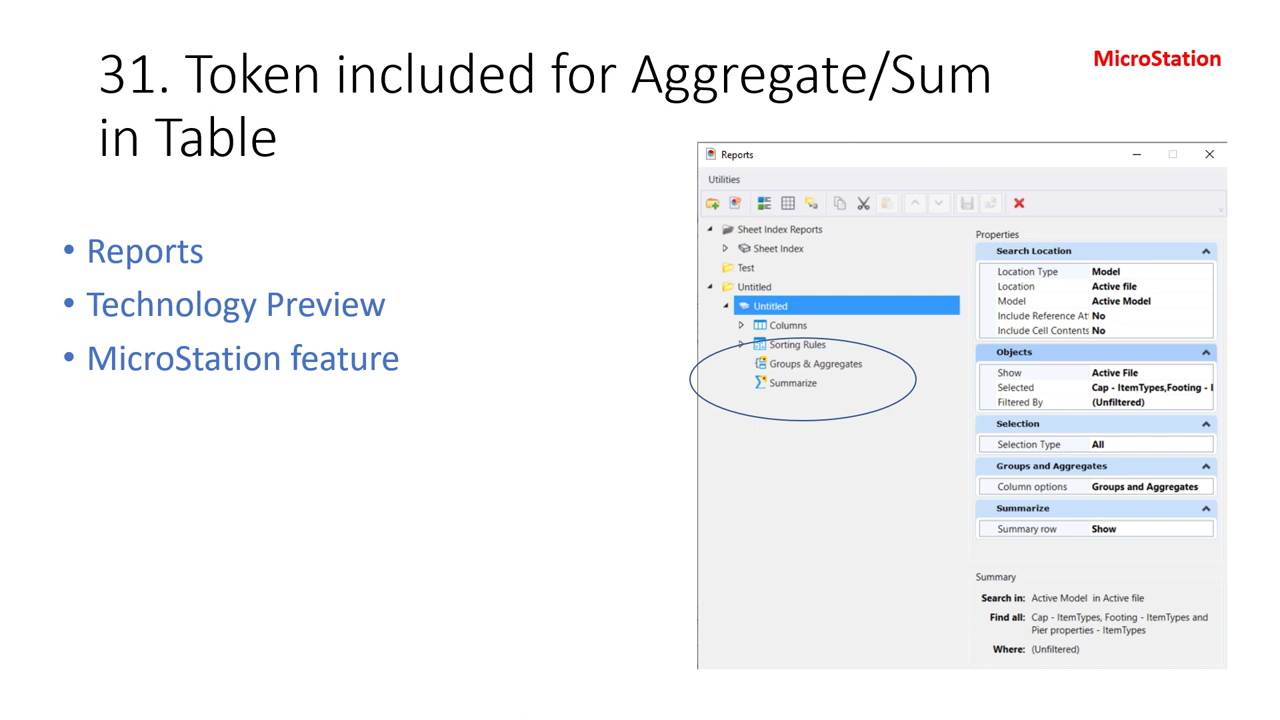 31. Token included for Aggregate/Sum
in Table
MicroStation
• Reports
• Technology Preview
• MicroStation feature
Reports
Utilities
Sheet Index Reports
Sheet Index
Test
Untitled
Untitled
Columns
Sorting Rules
Groups & Aggregates
Summarize
Properties
Search Location
Location Type Model
Location Active file
Model Active Model
Include Reference At No
Include Cell Contents No
Objects
Show Active File
Selected Cap - ItemTypes,Footing - I
Filtered By (Unfiltered)
Selection
Selection Type All
Groups and Aggregates
Column options Groups and Aggregates
Summarize
Summary row Show
Summary
Search in: Active Model in Active file
Find all: Cap - ItemTypes, Footing - ItemTypes and
Pier properties - ItemTypes
Where: (Unfiltered)